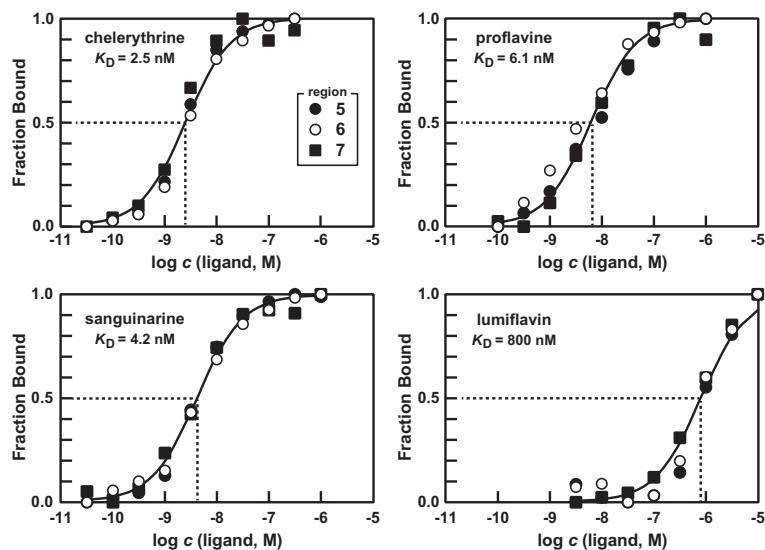 chelerythrine
K_D = 2.5 nM
region
5
6
7
Fraction Bound
1.0
0.5
0.0
-11 -10 -9 -8 -7 -6 -5
log c (ligand, M)
proflavine
K_D = 6.1 nM
Fraction Bound
1.0
0.5
0.0
-11 -10 -9 -8 -7 -6 -5
log c (ligand, M)
sanguinarine
K_D = 4.2 nM
Fraction Bound
1.0
0.5
0.0
-11 -10 -9 -8 -7 -6 -5
log c (ligand, M)
lumiflavin
K_D = 800 nM
Fraction Bound
1.0
0.5
0.0
-11 -10 -9 -8 -7 -6 -5
log c (ligand, M)